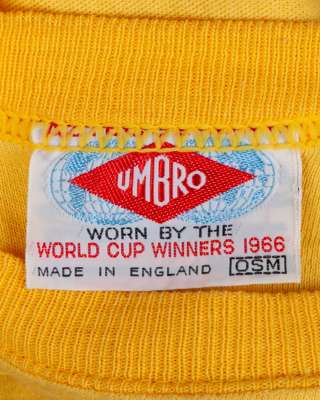 UMBRO
WORN BY THE
WORLD CUP WINNERS 1966
MADE IN ENGLAND OSM